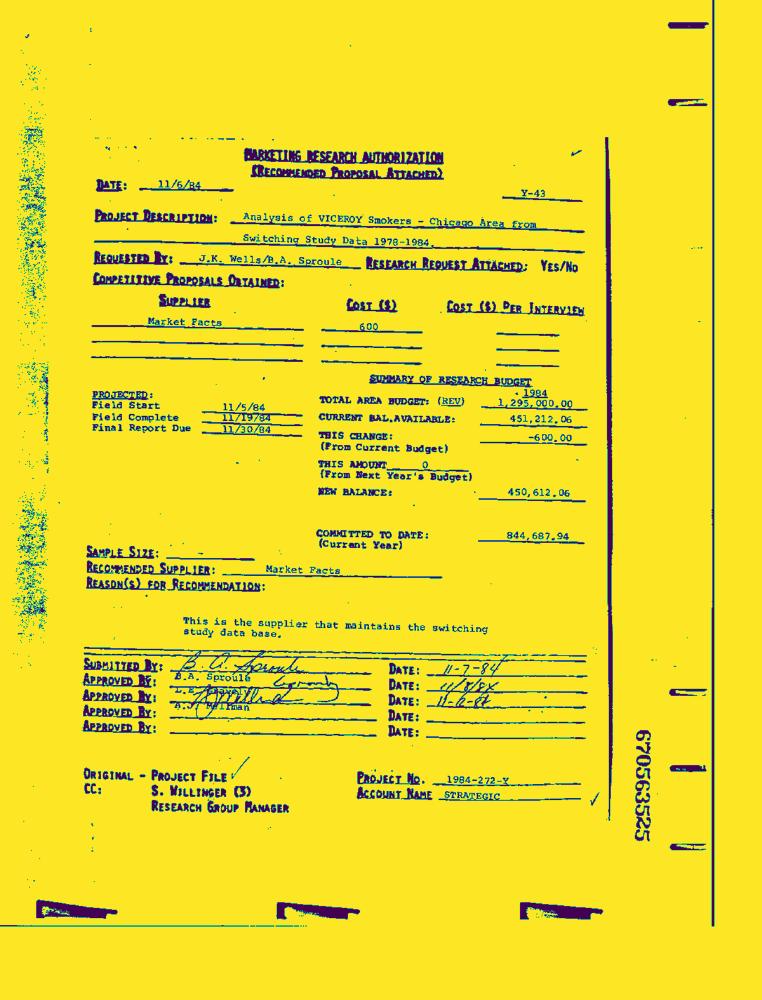 MARKETING RESEARCH AUTHORIZATION
(RECOMMENDED PROPOSAL ATTACHED)
DATE: 11/6/84
Y-43
PROJECT DESCRIPTION: Analysis of VICEROY Smokers - Chicago Area from
Switching Study Data 1978-1984.
REQUESTED BY: J.K. Wells/B.A. Sproule RESEARCH REQUEST ATTACHED: YES/NO
COMPETITIVE PROPOSALS OBTAINED:
SUPPLIER COST ($) COST ($) PER INTERVIEW
Market Facts 600
SUMMARY OF RESEARCH BUDGET
1984
PROJECTED:
TOTAL AREA BUDGET: (REV) 1,295,000.00
Field Start 11/5/84
Field Complete 11/19/84
CURRENT BAL.AVAILABLE: 451,212.06
Final Report Due 11/30/84
THIS CHANGE: -600.00
(From Current Budget)
THIS AMOUNT 0
(From Next Year's Budget)
NEW BALANCE: 450,612.06
COMMITTED TO DATE: 844,687.94
(Current Year)
SAMPLE SIZE: -
RECOMMENDED SUPPLIER: Market Facts
REASON(S) FOR RECOMMENDATION:
This is the supplier that maintains the switching
study data base.
SUBMITTED BY: B. A. Sproule DATE: 11-7-84
B.A. Sproule
APPROVED BY: DATE: 11/8/84
APPROVED BY: DATE:
A.J. Mellman
APPROVED BY: DATE:
APPROVED BY: DATE:
ORIGINAL - PROJECT FILE
CC: S. WILLINGER (3)
RESEARCH GROUP MANAGER
PROJECT NO. 1984-272-Y
ACCOUNT NAME STRATEGIC
670563525